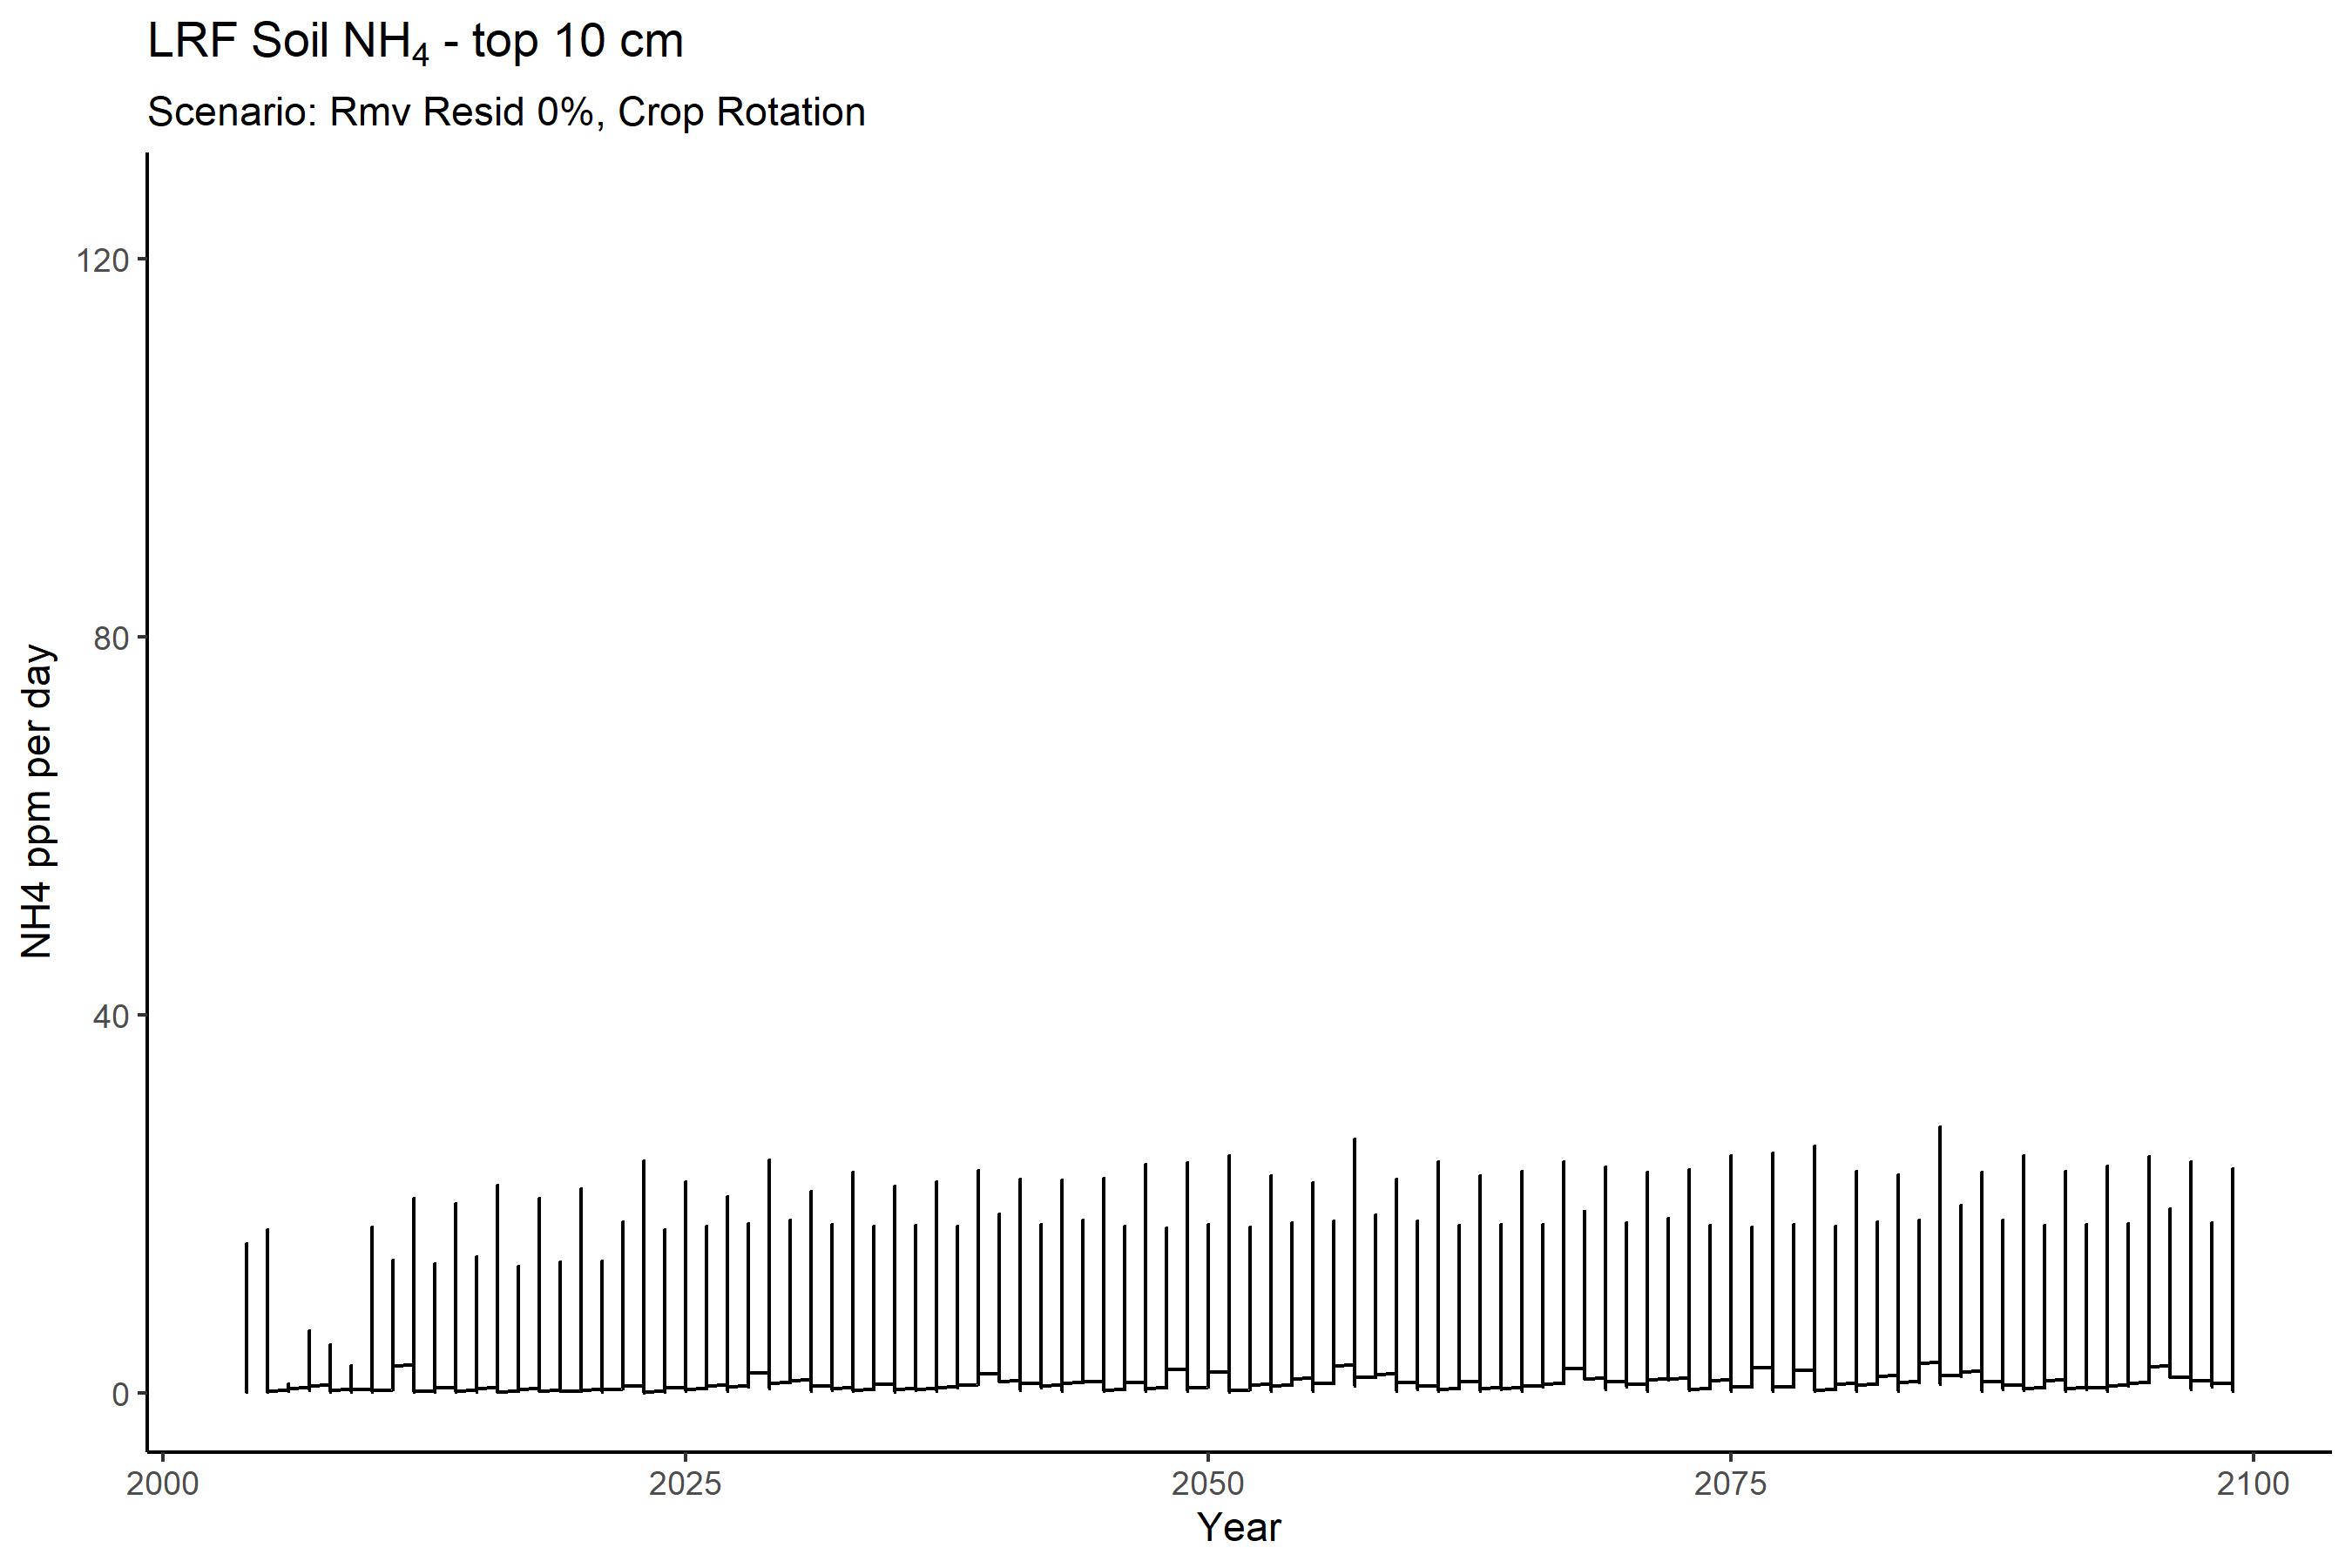 LRF Soil NH₄ - top 10 cm
Scenario: Rmv Resid 0%, Crop Rotation
NH4 ppm per day
120
80
40
0
2000 2025 2050 2075 2100
Year